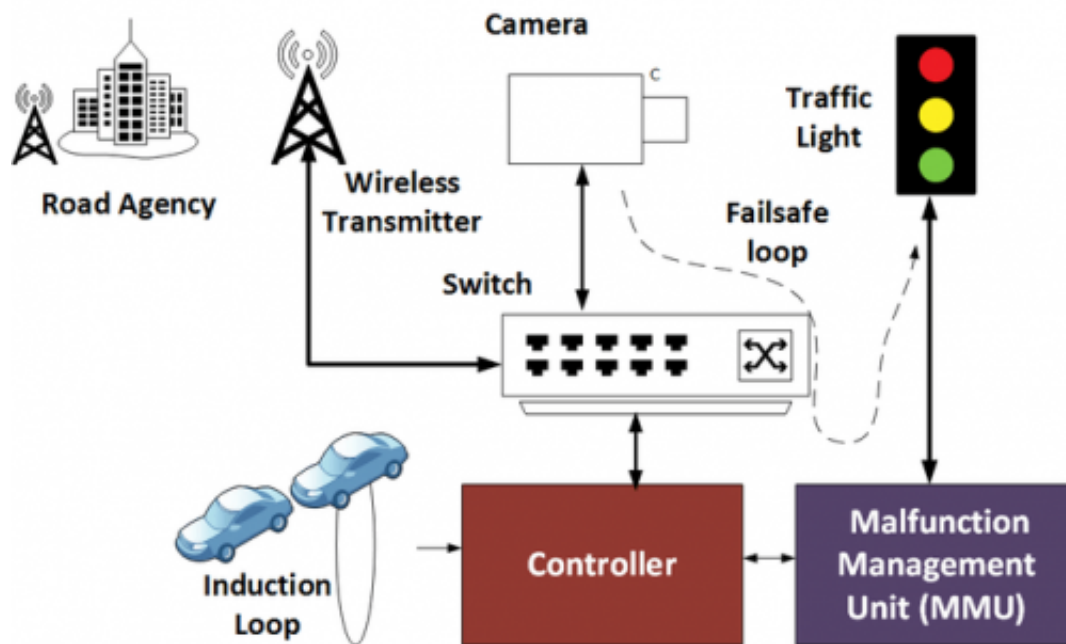 Camera
C
Traffic
Light
Road Agency
Wireless
Transmitter
Failsafe
loop
Switch
Induction
Loop
Controller
Malfunction
Management
Unit (MMU)